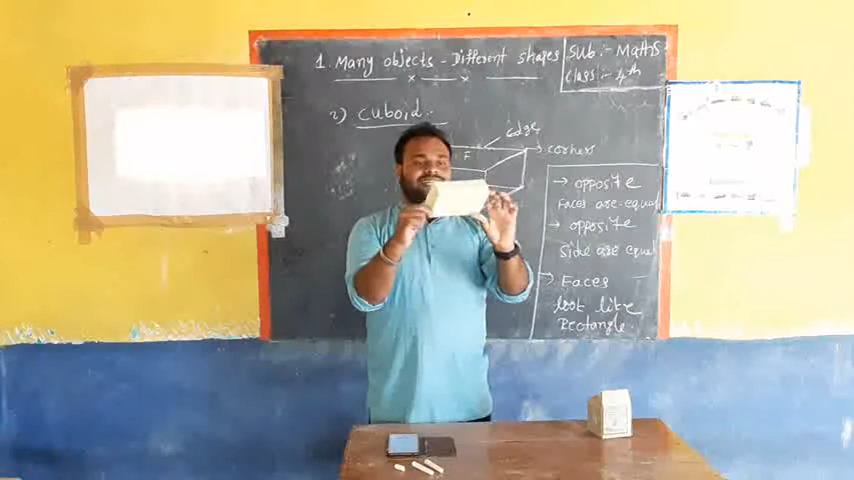 1. Many objects - Different shapes
Sub :- Maths
Class :- 4th
2) Cuboid :-
Edge
F
Corners
→ opposite
Faces are equal
→ opposite
Side are equal
→ Faces
look like
Rectangle.